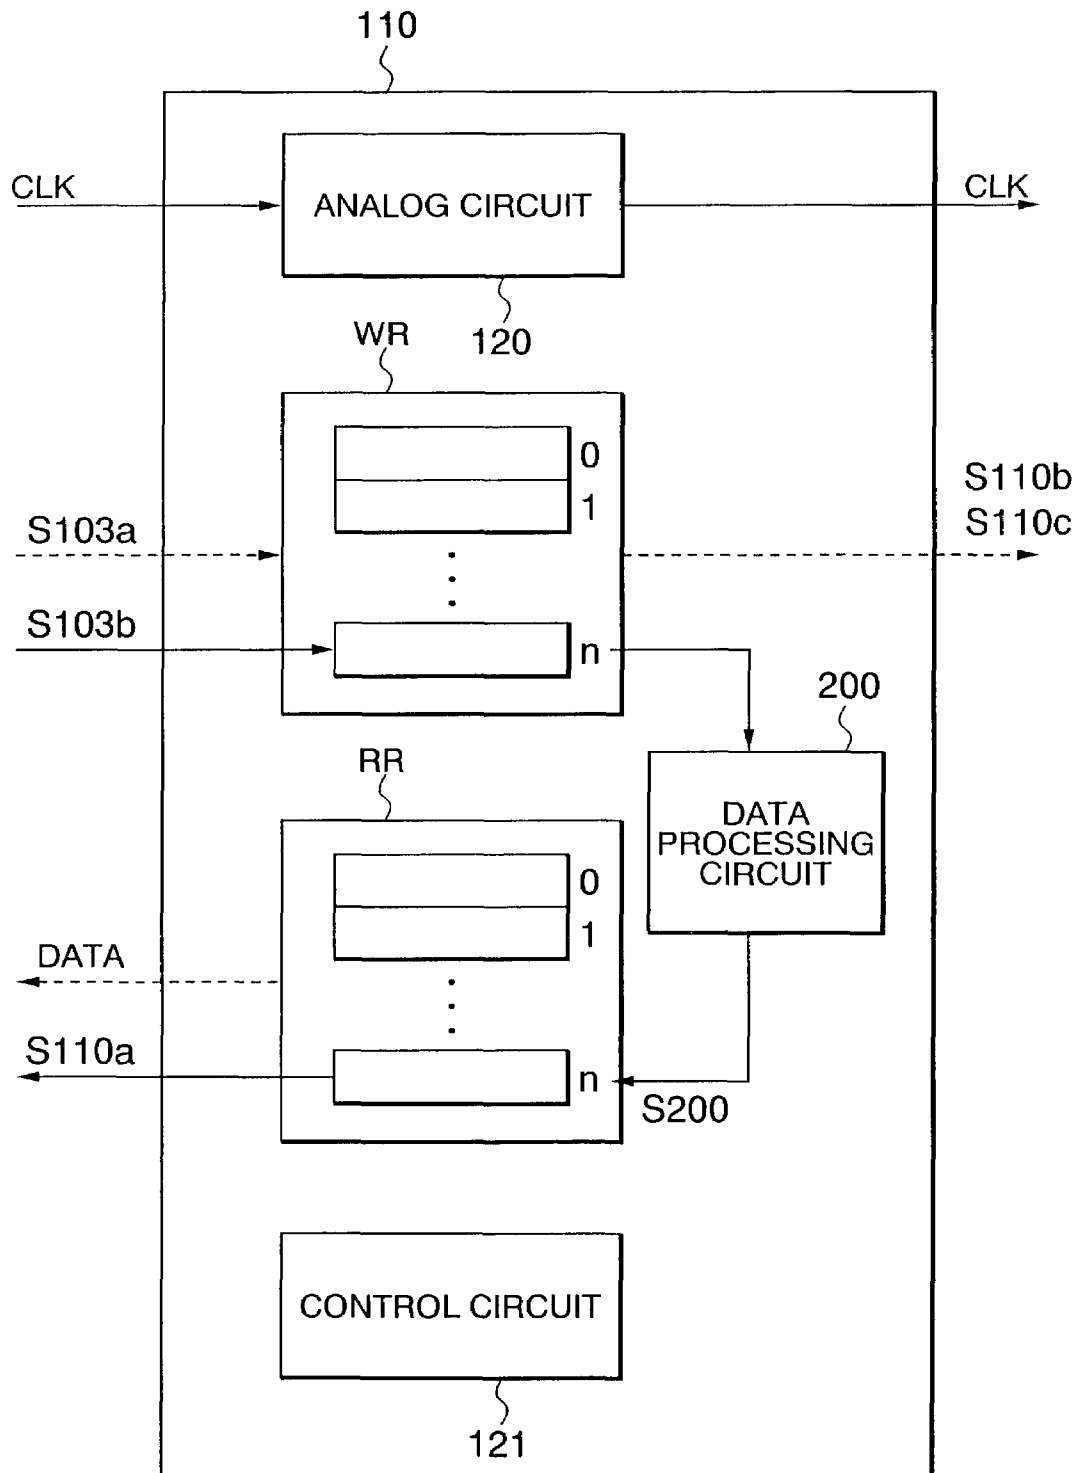 110
CLK
ANALOG CIRCUIT
CLK
120
WR
0
1
S103a
S110b
S110c
S103b
n
200
RR
DATA
PROCESSING
CIRCUIT
0
1
DATA
S110a
n
S200
CONTROL CIRCUIT
121